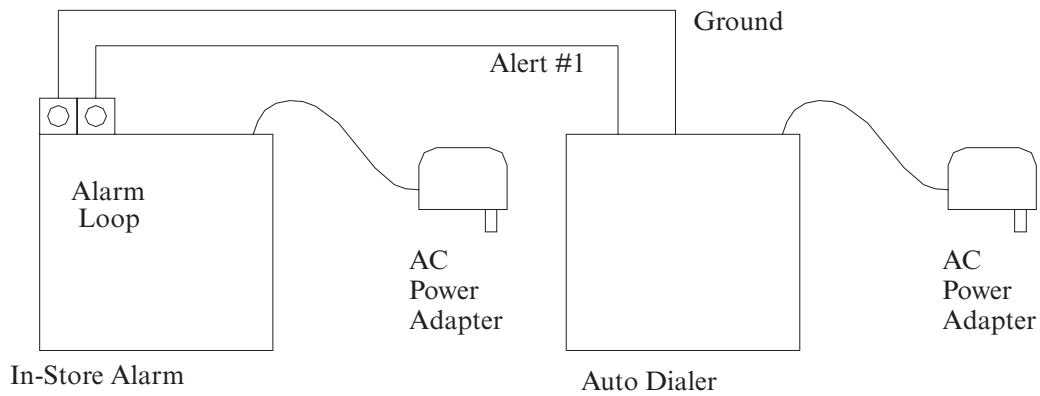 Ground
Alert #1
Alarm
Loop
AC
Power
Adapter
AC
Power
Adapter
In-Store Alarm
Auto Dialer